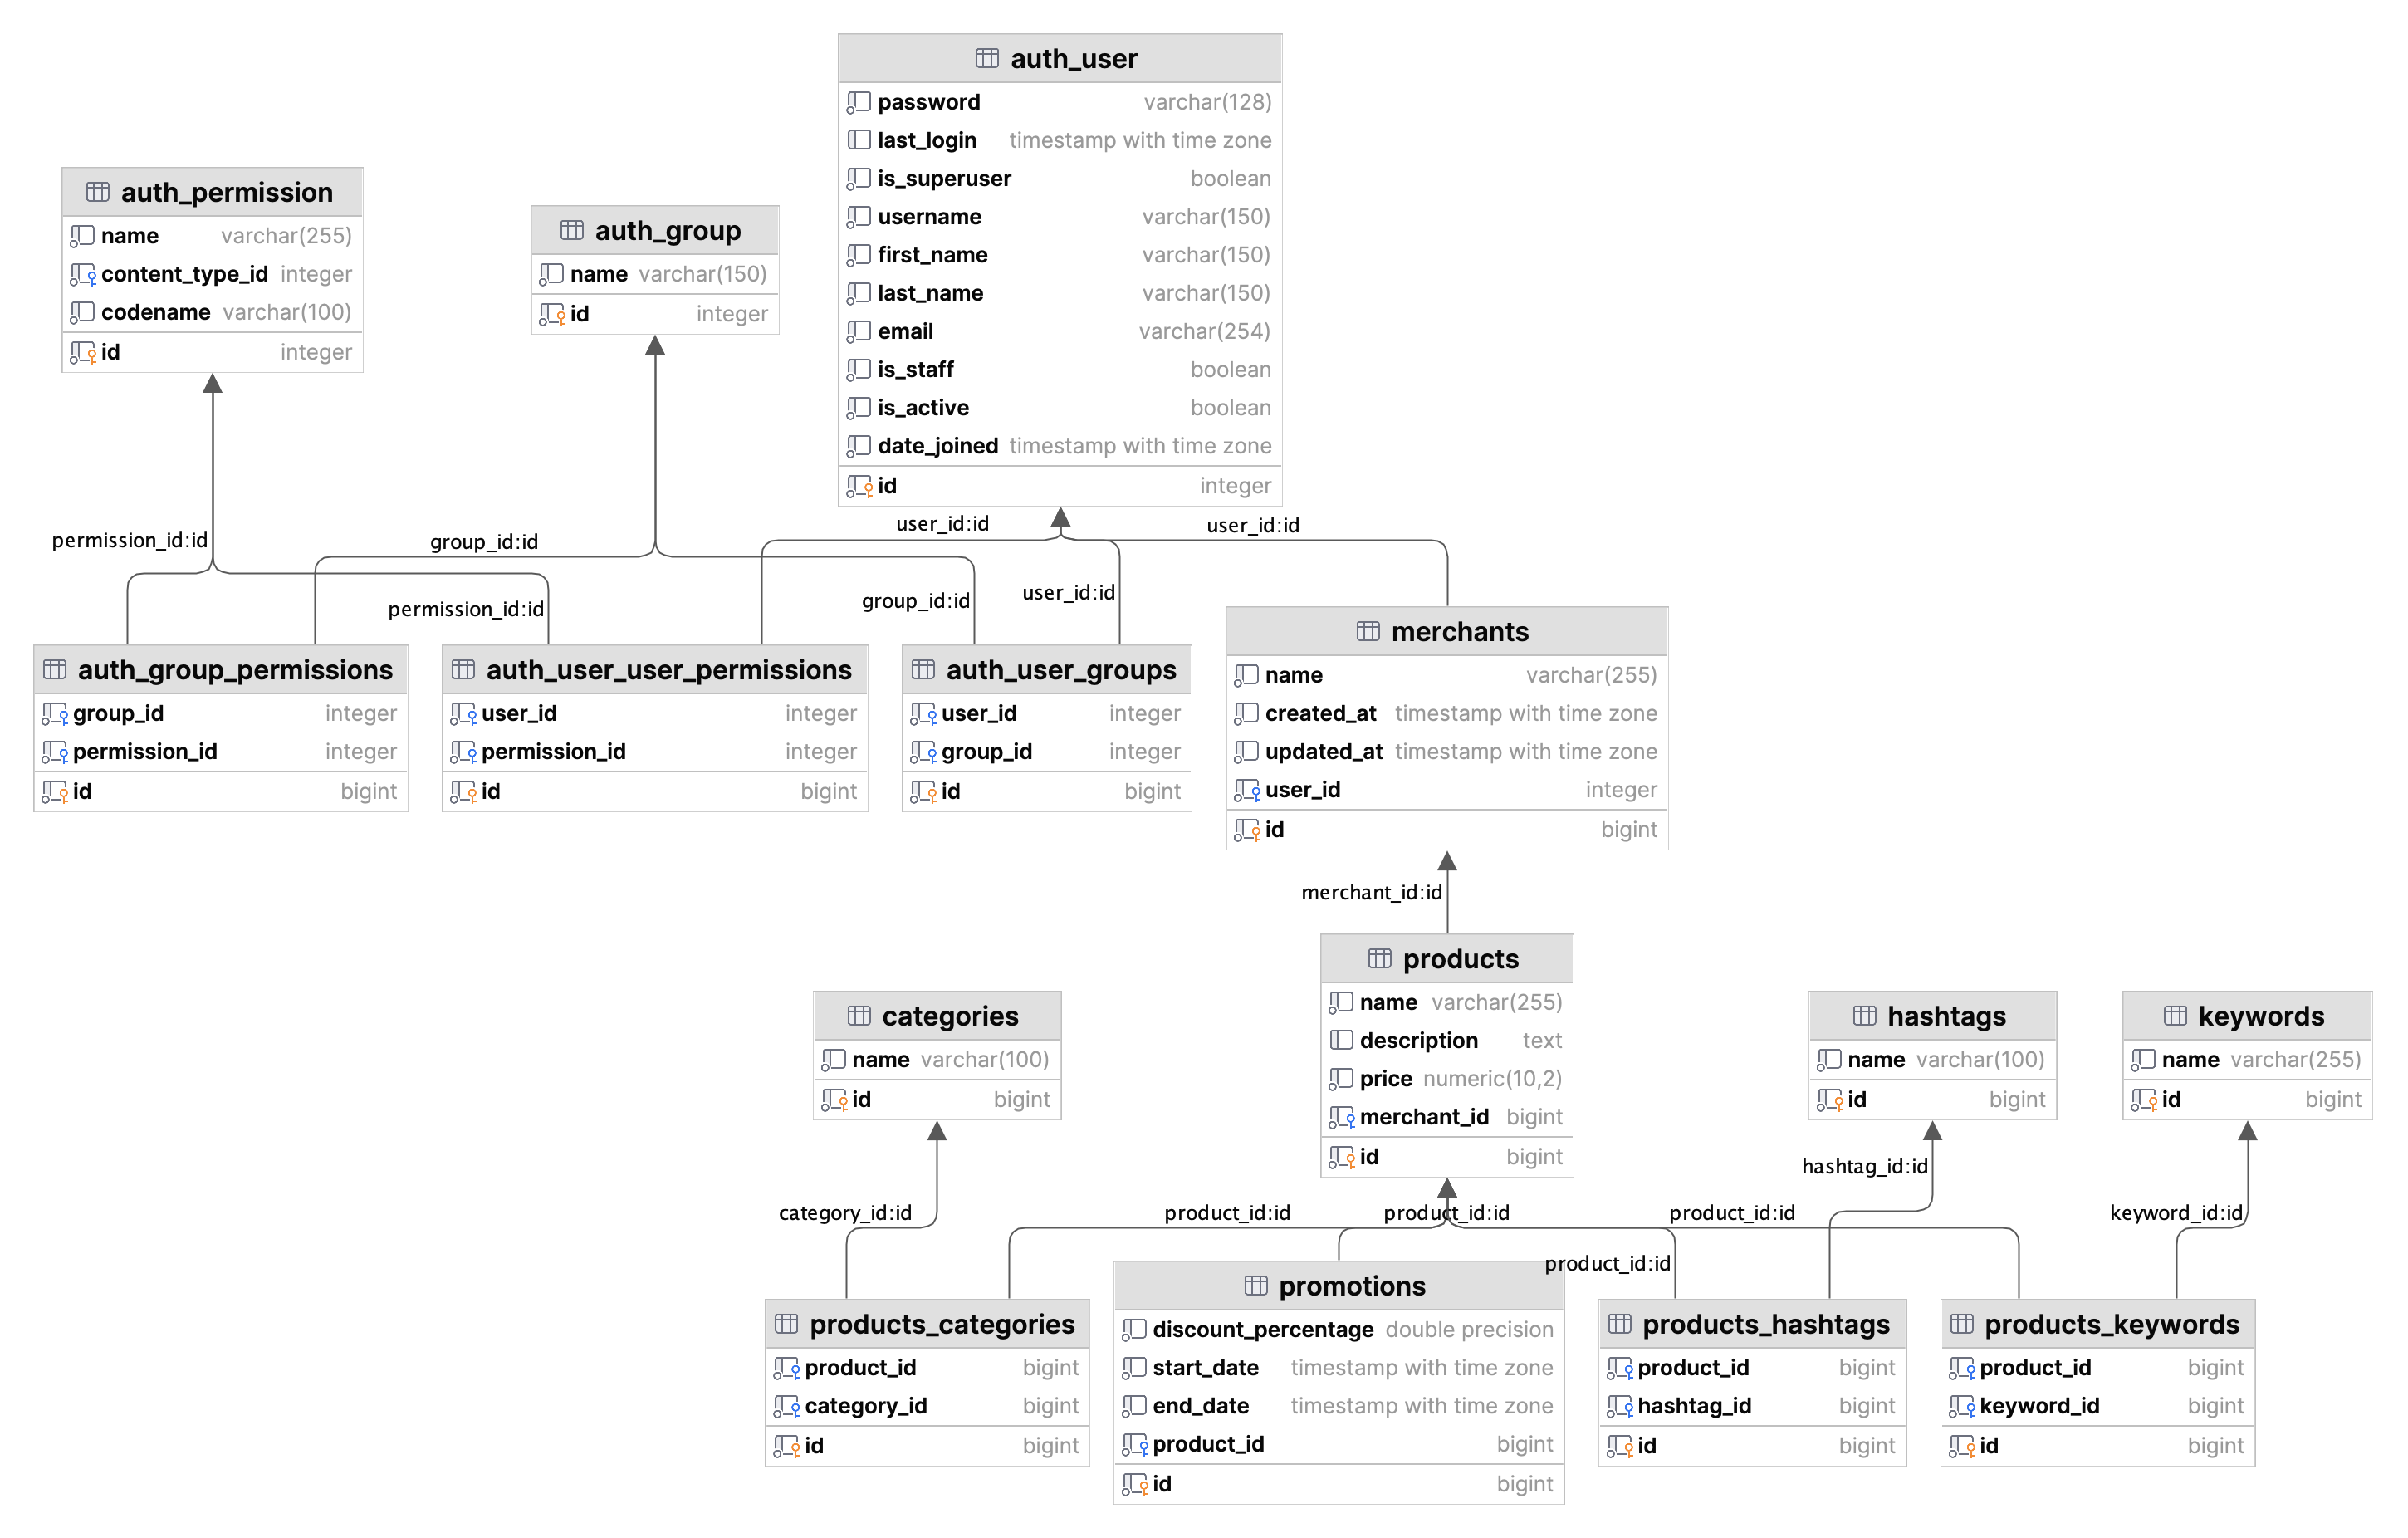 auth_user
password varchar(128)
last_login timestamp with time zone
is_superuser boolean
username varchar(150)
first_name varchar(150)
last_name varchar(150)
email varchar(254)
is_staff boolean
is_active boolean
date_joined timestamp with time zone
id integer
auth_permission
name varchar(255)
content_type_id integer
codename varchar(100)
id integer
auth_group
name varchar(150)
id integer
permission_id:id
group_id:id
user_id:id
user_id:id
permission_id:id
group_id:id
user_id:id
auth_group_permissions
group_id integer
permission_id integer
id bigint
auth_user_user_permissions
user_id integer
permission_id integer
id bigint
auth_user_groups
user_id integer
group_id integer
id bigint
merchants
name varchar(255)
created_at timestamp with time zone
updated_at timestamp with time zone
user_id integer
id bigint
merchant_id:id
products
name varchar(255)
description text
price numeric(10,2)
merchant_id bigint
id bigint
categories
name varchar(100)
id bigint
hashtags
name varchar(100)
id bigint
keywords
name varchar(255)
id bigint
hashtag_id:id
category_id:id
product_id:id
product_id:id
product_id:id
keyword_id:id
product_id:id
products_categories
product_id bigint
category_id bigint
id bigint
promotions
discount_percentage double precision
start_date timestamp with time zone
end_date timestamp with time zone
product_id bigint
id bigint
products_hashtags
product_id bigint
hashtag_id bigint
id bigint
products_keywords
product_id bigint
keyword_id bigint
id bigint